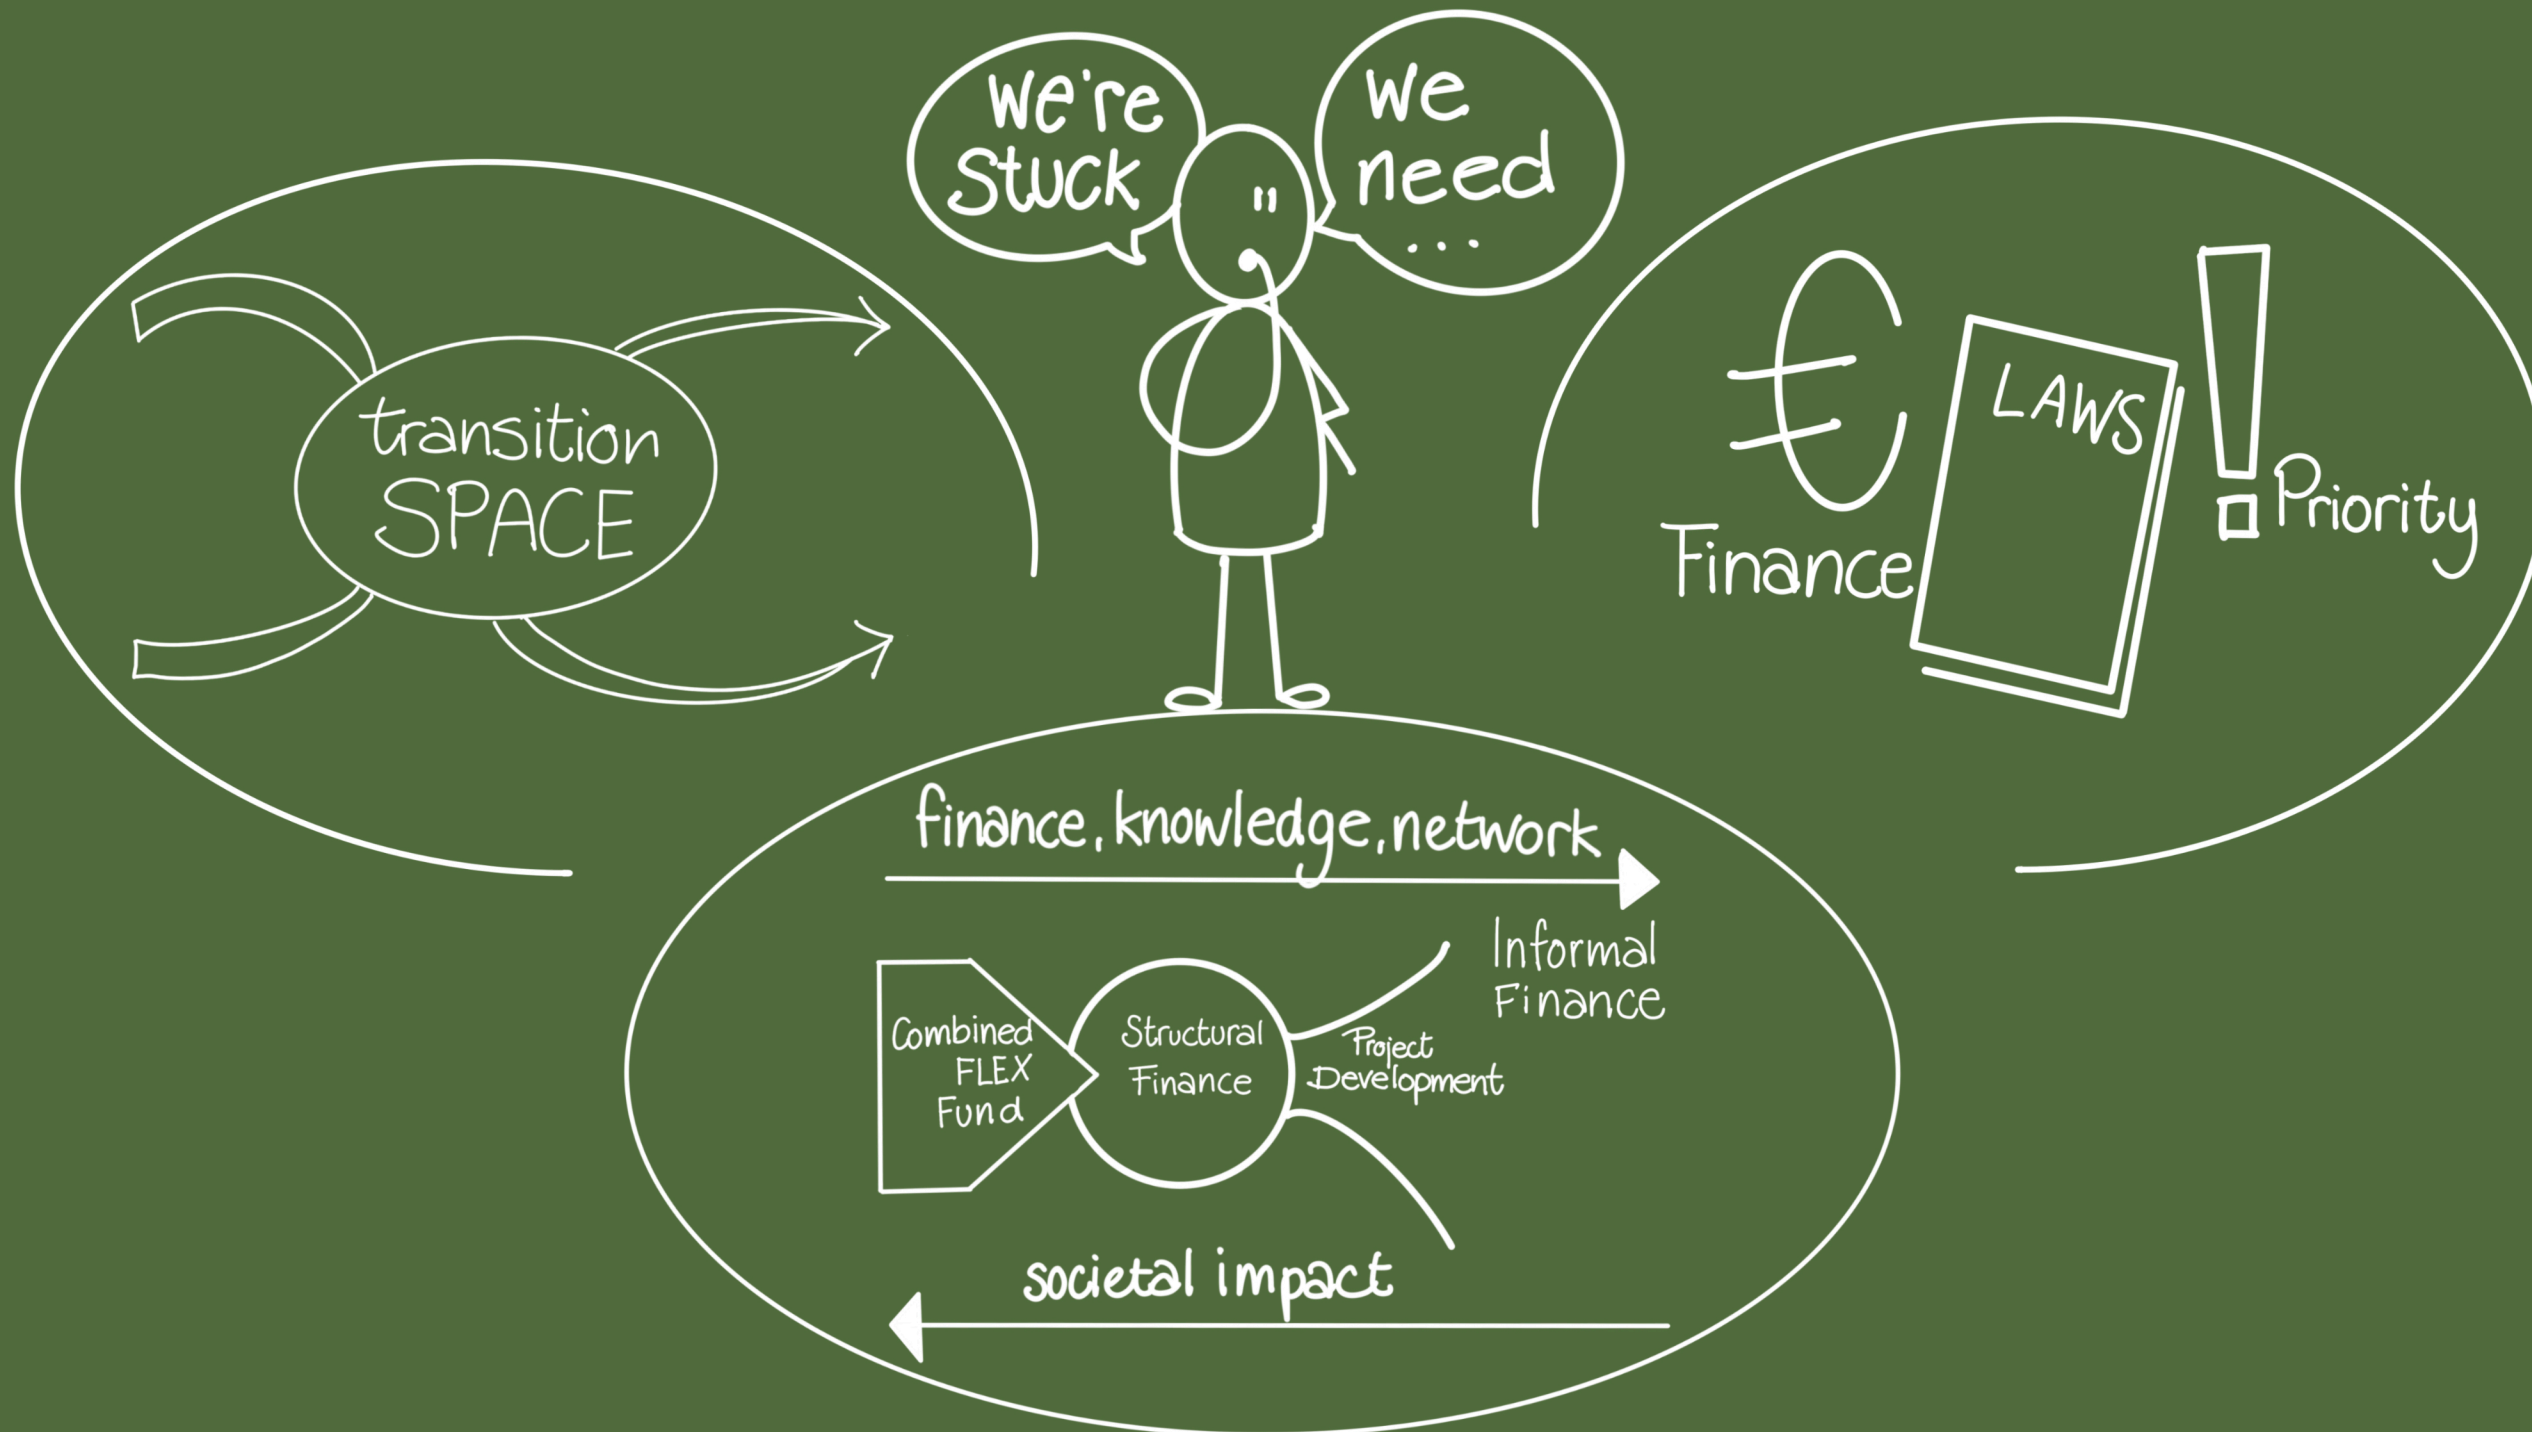 we're
stuck
we
need
...
transition
SPACE
€
Finance
LAWS
Priority
finance, knowledge, network
Informal
Finance
Combined
FLEX
Fund
Structural
Finance
Project
Development
societal impact